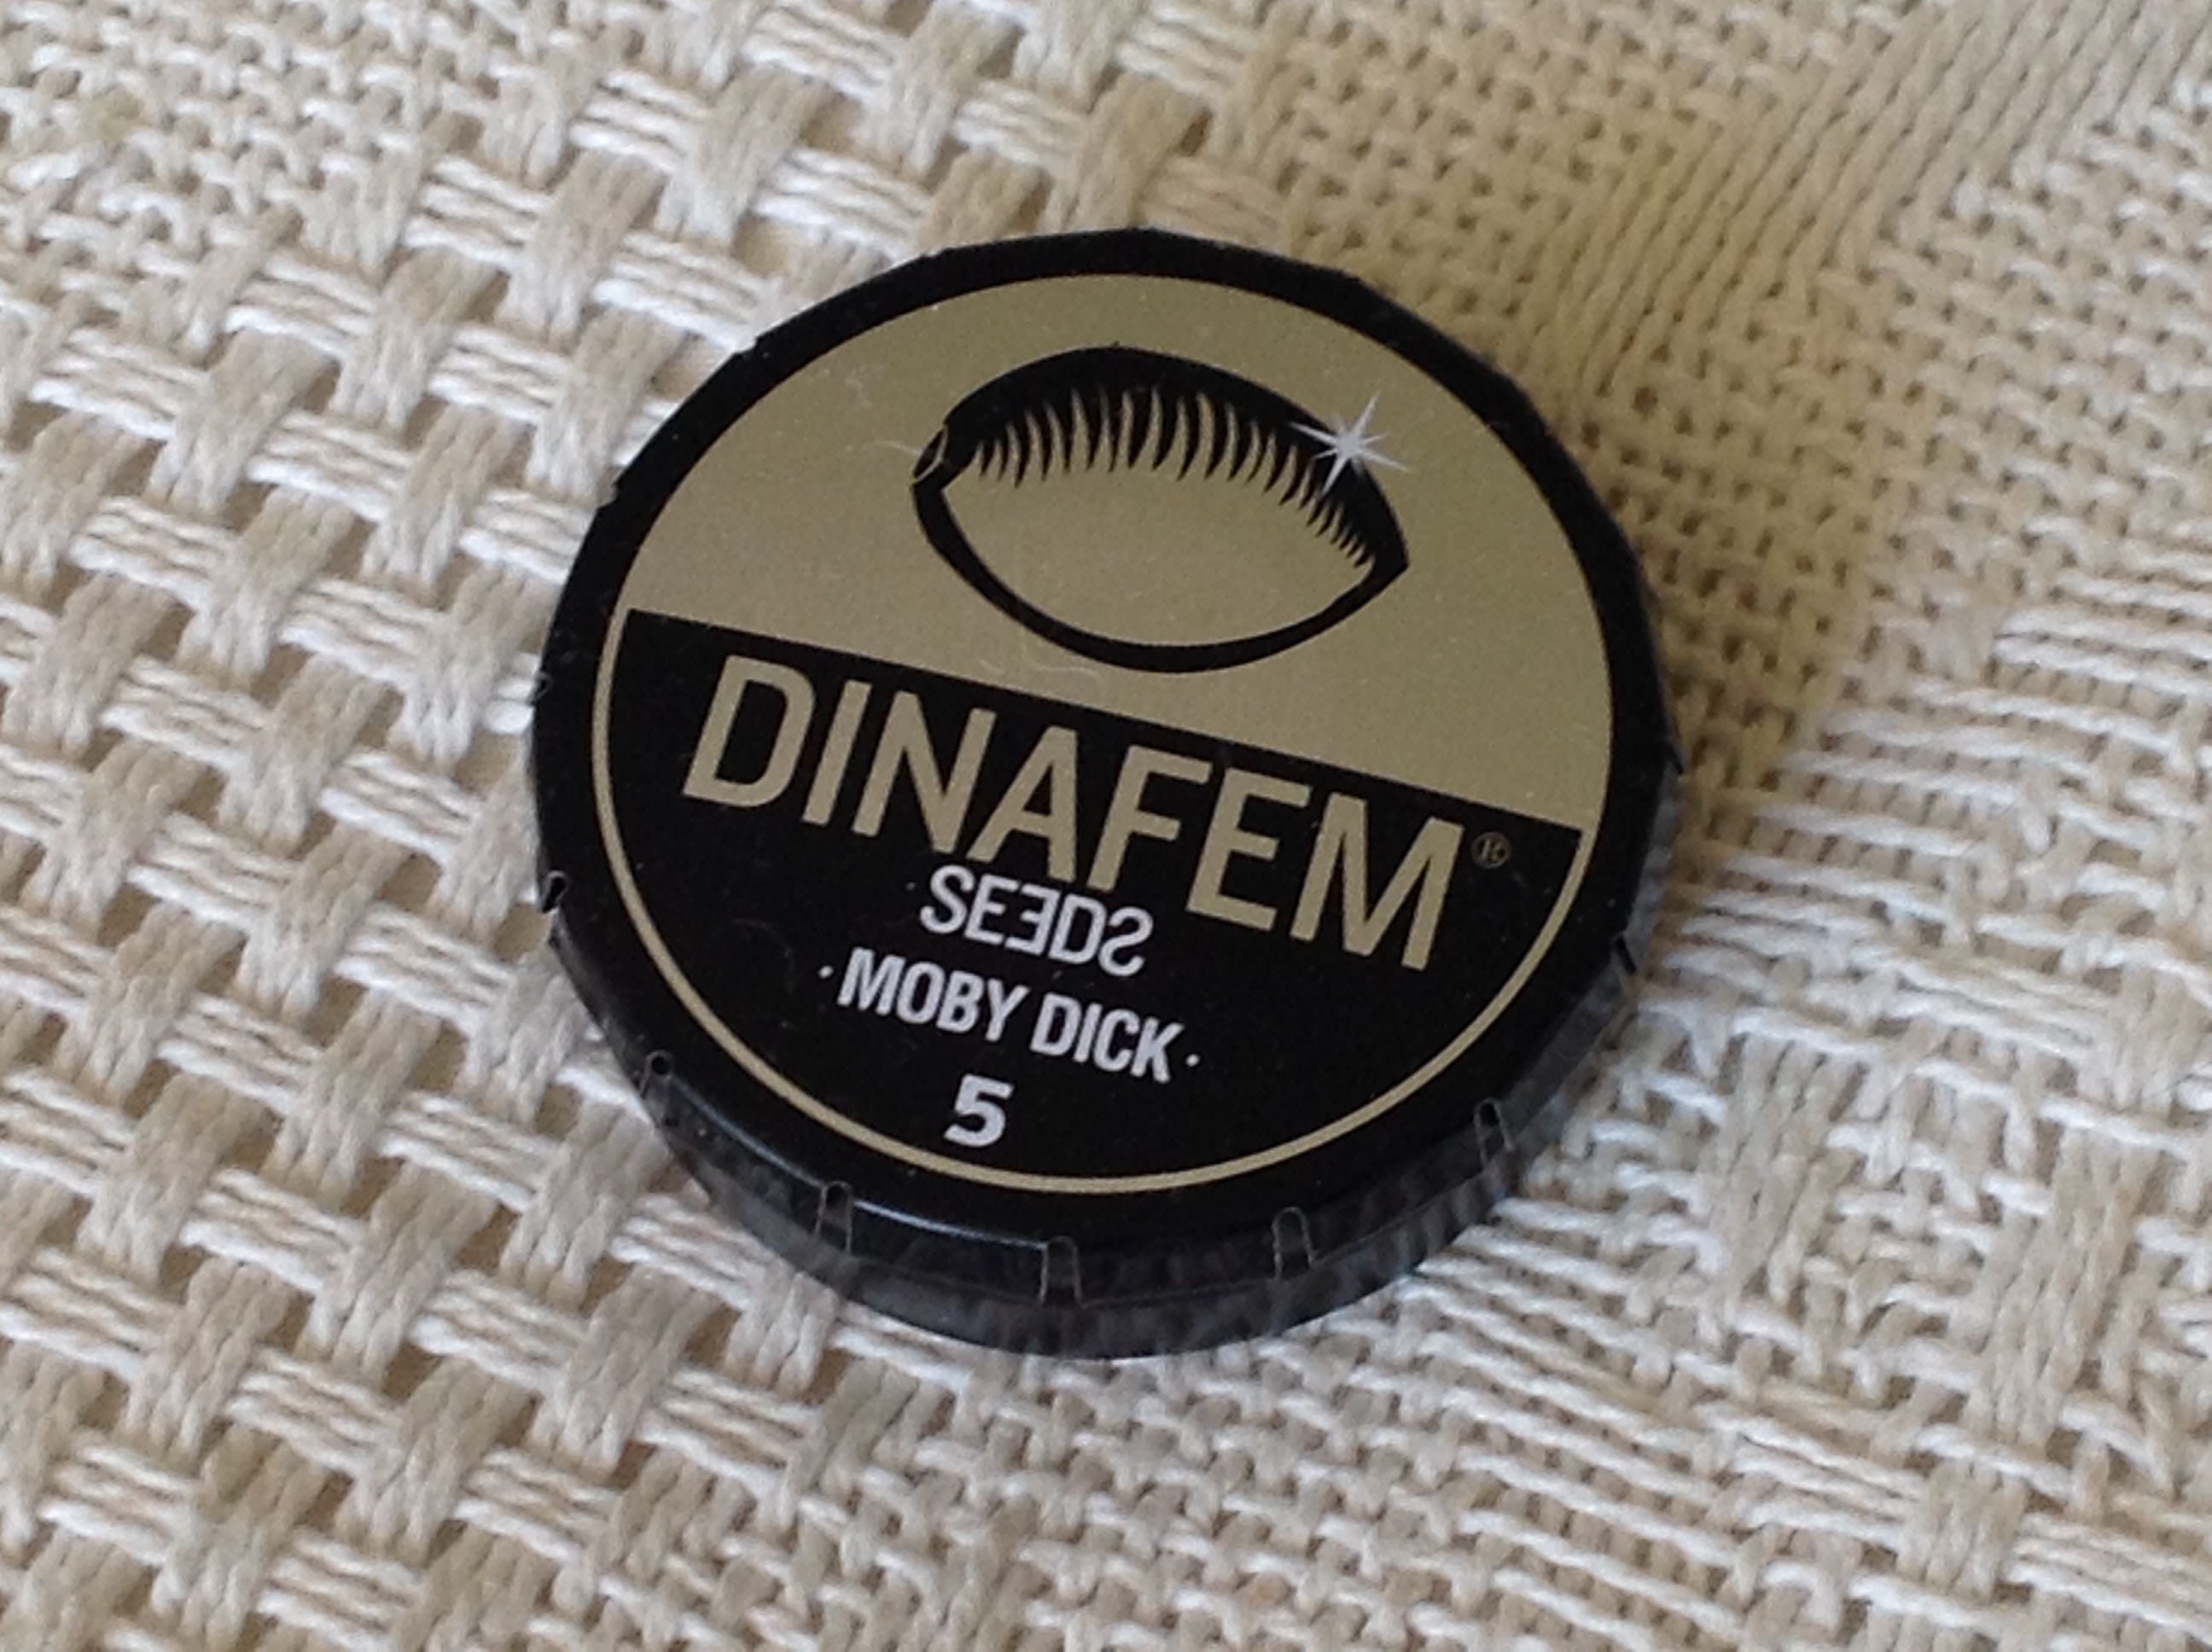 DINAFEM®
SEEDS
·MOBY DICK·
5